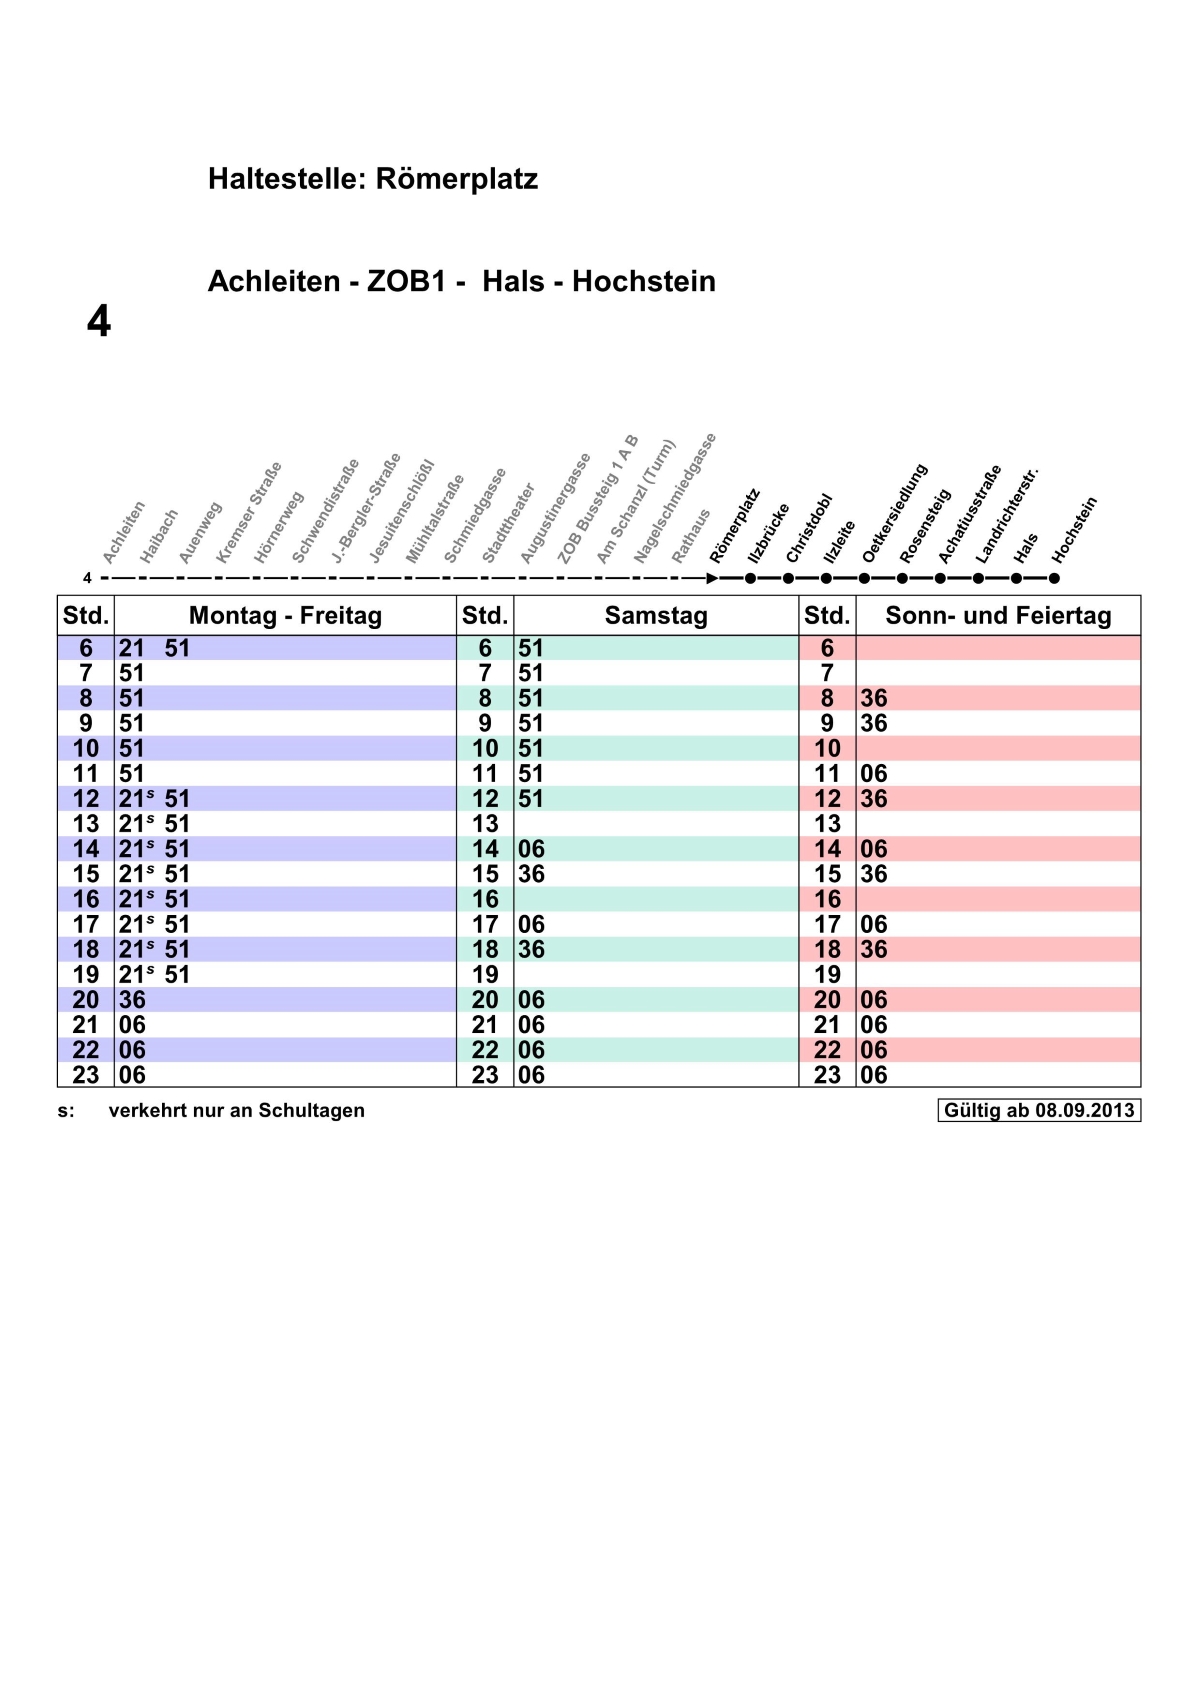 Haltestelle: Römerplatz
Achleiten - ZOB1 - Hals - Hochstein
4
Achleiten
Haibach
Auenweg
Kremser Straße
Hörnerweg
Schwendistraße
J.-Bergler-Straße
Jesuitenschlößl
Mühltalstraße
Schmiedgasse
Stadttheater
Augustinergasse
ZOB Bussteig 1 A B
Am Schanzl (Turm)
Nagelschmiedgasse
Rathaus
Römerplatz
Ilzbrücke
Christdobl
Ilzleite
Oetkersiedlung
Rosensteig
Achatiusstraße
Landrichterstr.
Hals
Hochstein
4
Std. Montag - Freitag Std. Samstag Std. Sonn- und Feiertag
6 21 51 6 51 6
7 51 7 51 7
8 51 8 51 8 36
9 51 9 51 9 36
10 51 10 51 10
11 51 11 51 11 06
12 21s 51 12 51 12 36
13 21s 51 13 13
14 21s 51 14 06 14 06
15 21s 51 15 36 15 36
16 21s 51 16 16
17 21s 51 17 06 17 06
18 21s 51 18 36 18 36
19 21s 51 19 19
20 36 20 06 20 06
21 06 21 06 21 06
22 06 22 06 22 06
23 06 23 06 23 06
s: verkehrt nur an Schultagen Gültig ab 08.09.2013